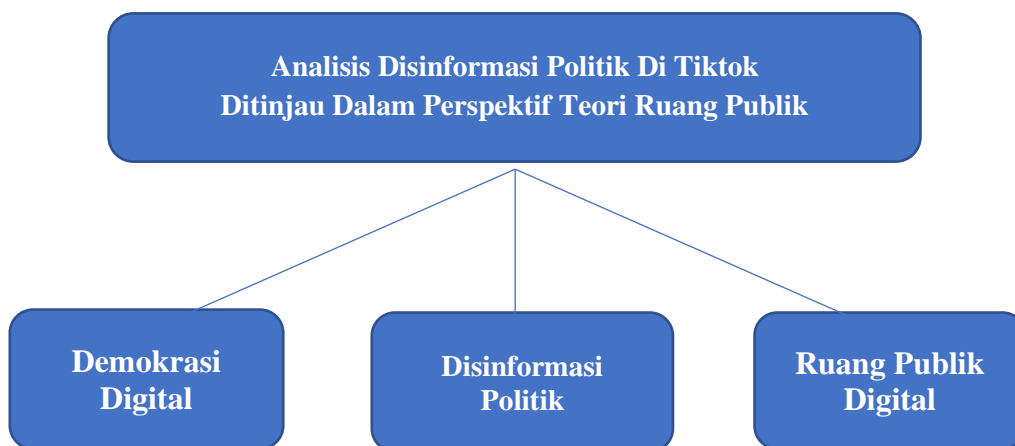 Analisis Disinformasi Politik Di Tiktok
Ditinjau Dalam Perspektif Teori Ruang Publik
Demokrasi
Digital
Disinformasi
Politik
Ruang Publik
Digital